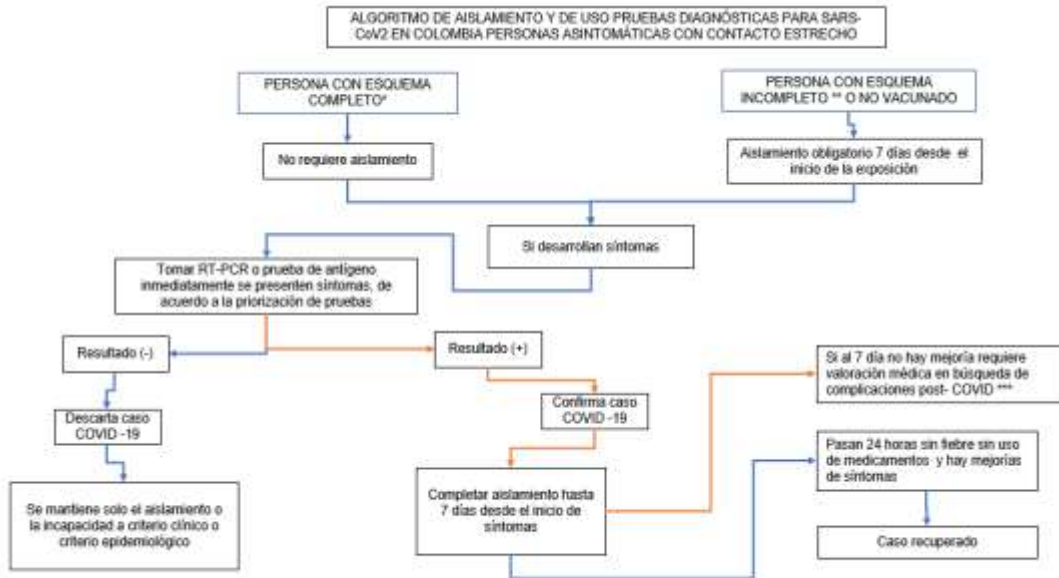 ALGORITMO DE AISLAMIENTO Y DE USO PRUEBAS DIAGNÓSTICAS PARA SARS-
CoV2 EN COLOMBIA PERSONAS ASINTOMÁTICAS CON CONTACTO ESTRECHO
PERSONA CON ESQUEMA
COMPLETO*
PERSONA CON ESQUEMA
INCOMPLETO ** O NO VACUNADO
No requiere aislamiento
Aislamiento obligatorio 7 días desde el
inicio de la exposición
Si desarrollan síntomas
Tomar RT-PCR o prueba de antígeno
inmediatamente se presenten síntomas, de
acuerdo a la priorización de pruebas
Resultado (-)
Resultado (+)
Si al 7 día no hay mejoría requiere
valoración médica en búsqueda de
complicaciones post- COVID ***
Descarta caso
COVID -19
Confirma caso
COVID -19
Pasan 24 horas sin fiebre sin uso
de medicamentos y hay mejorías
de síntomas
Se mantiene solo el aislamiento o
la incapacidad a criterio clínico o
criterio epidemiológico
Completar aislamiento hasta
7 días desde el inicio de
síntomas
Caso recuperado